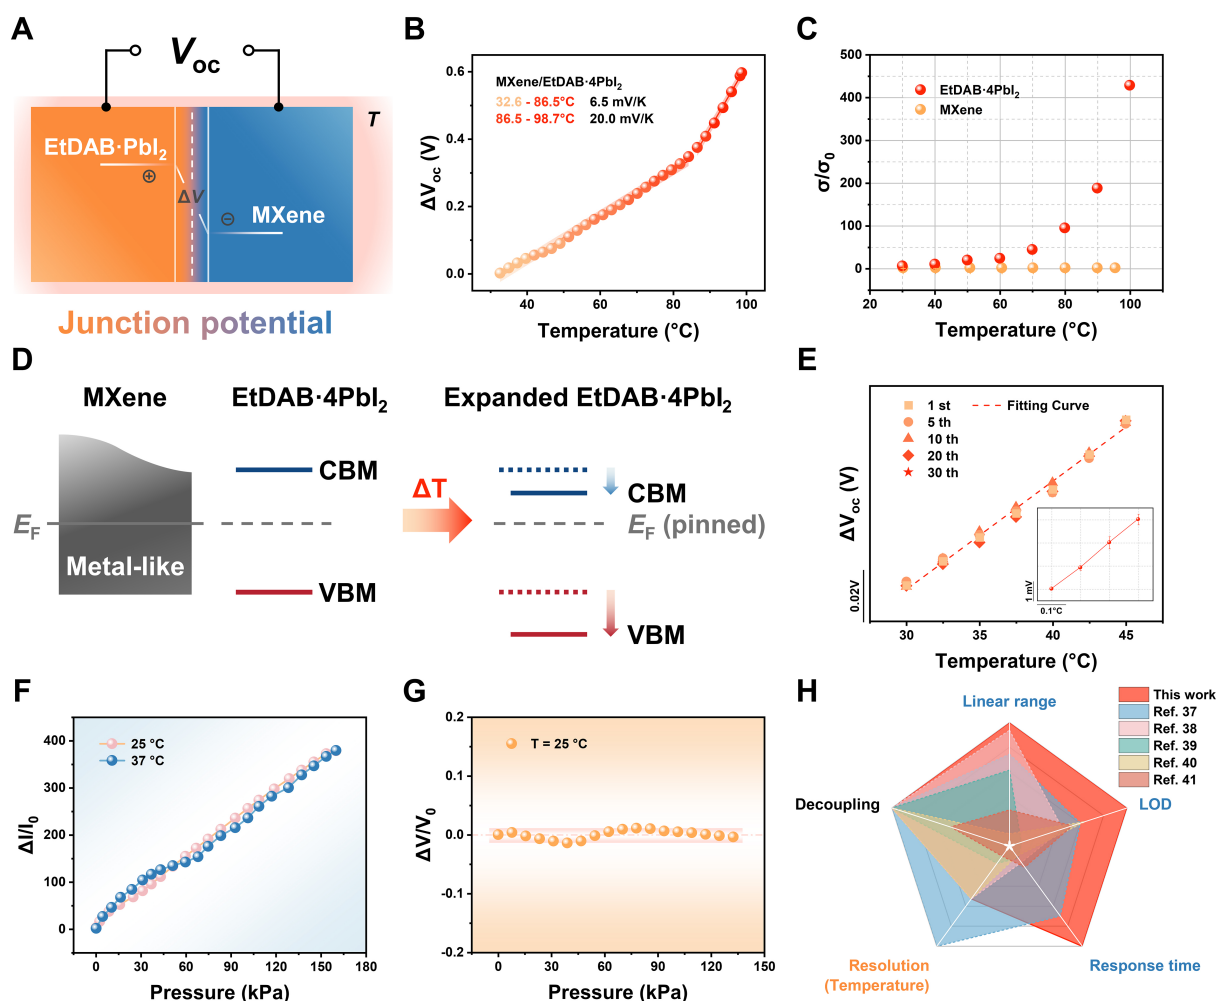 A
V_oc
T
EtDAB·PbI₂
⊕
ΔV
⊖
MXene
Junction potential
B
MXene/EtDAB·4PbI₂
32.6 - 86.5°C 6.5 mV/K
86.5 - 98.7°C 20.0 mV/K
ΔV_oc (V)
0.6
0.4
0.2
0.0
40 60 80 100
Temperature (°C)
C
σ/σ₀
500
450
300
200
100
0
EtDAB·4PbI₂
MXene
20 40 60 80 100
Temperature (°C)
D
MXene
EtDAB·4PbI₂
Expanded EtDAB·4PbI₂
CBM
ΔT
CBM
E_F
E_F (pinned)
Metal-like
VBM
VBM
E
1 st
5 th
10 th
20 th
30 th
Fitting Curve
ΔV_oc (V)
0.02V
1 mV
0.1°C
30 35 40 45
Temperature (°C)
F
25 °C
37 °C
ΔI/I₀
400
300
200
100
0
0 30 60 90 120 150 180
Pressure (kPa)
G
T = 25 °C
ΔV/V₀
0.2
0.1
0.0
-0.1
-0.2
0 30 60 90 120 150
Pressure (kPa)
H
Linear range
LOD
Response time
Resolution
(Temperature)
Decoupling
This work
Ref. 37
Ref. 38
Ref. 39
Ref. 40
Ref. 41